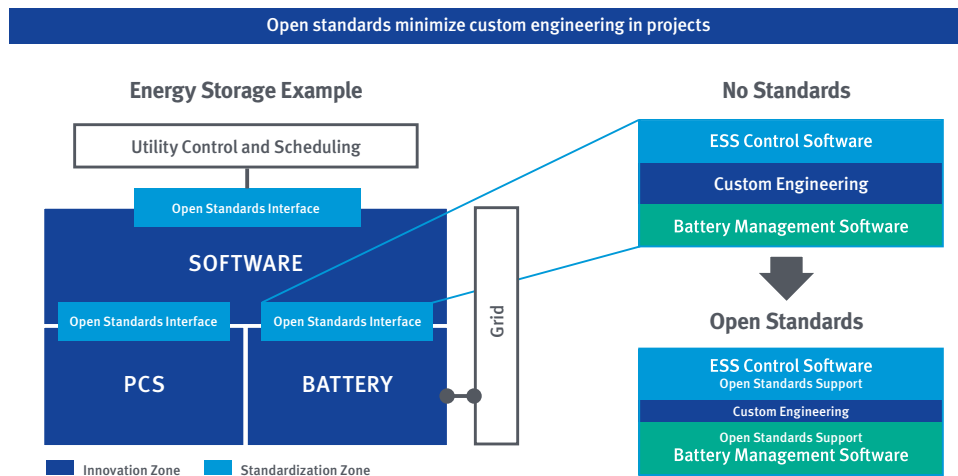 Open standards minimize custom engineering in projects
Energy Storage Example
Utility Control and Scheduling
Open Standards Interface
SOFTWARE
Open Standards Interface
Open Standards Interface
PCS
BATTERY
Grid
Innovation Zone
Standardization Zone
No Standards
ESS Control Software
Custom Engineering
Battery Management Software
Open Standards
ESS Control Software
Open Standards Support
Custom Engineering
Open Standards Support
Battery Management Software